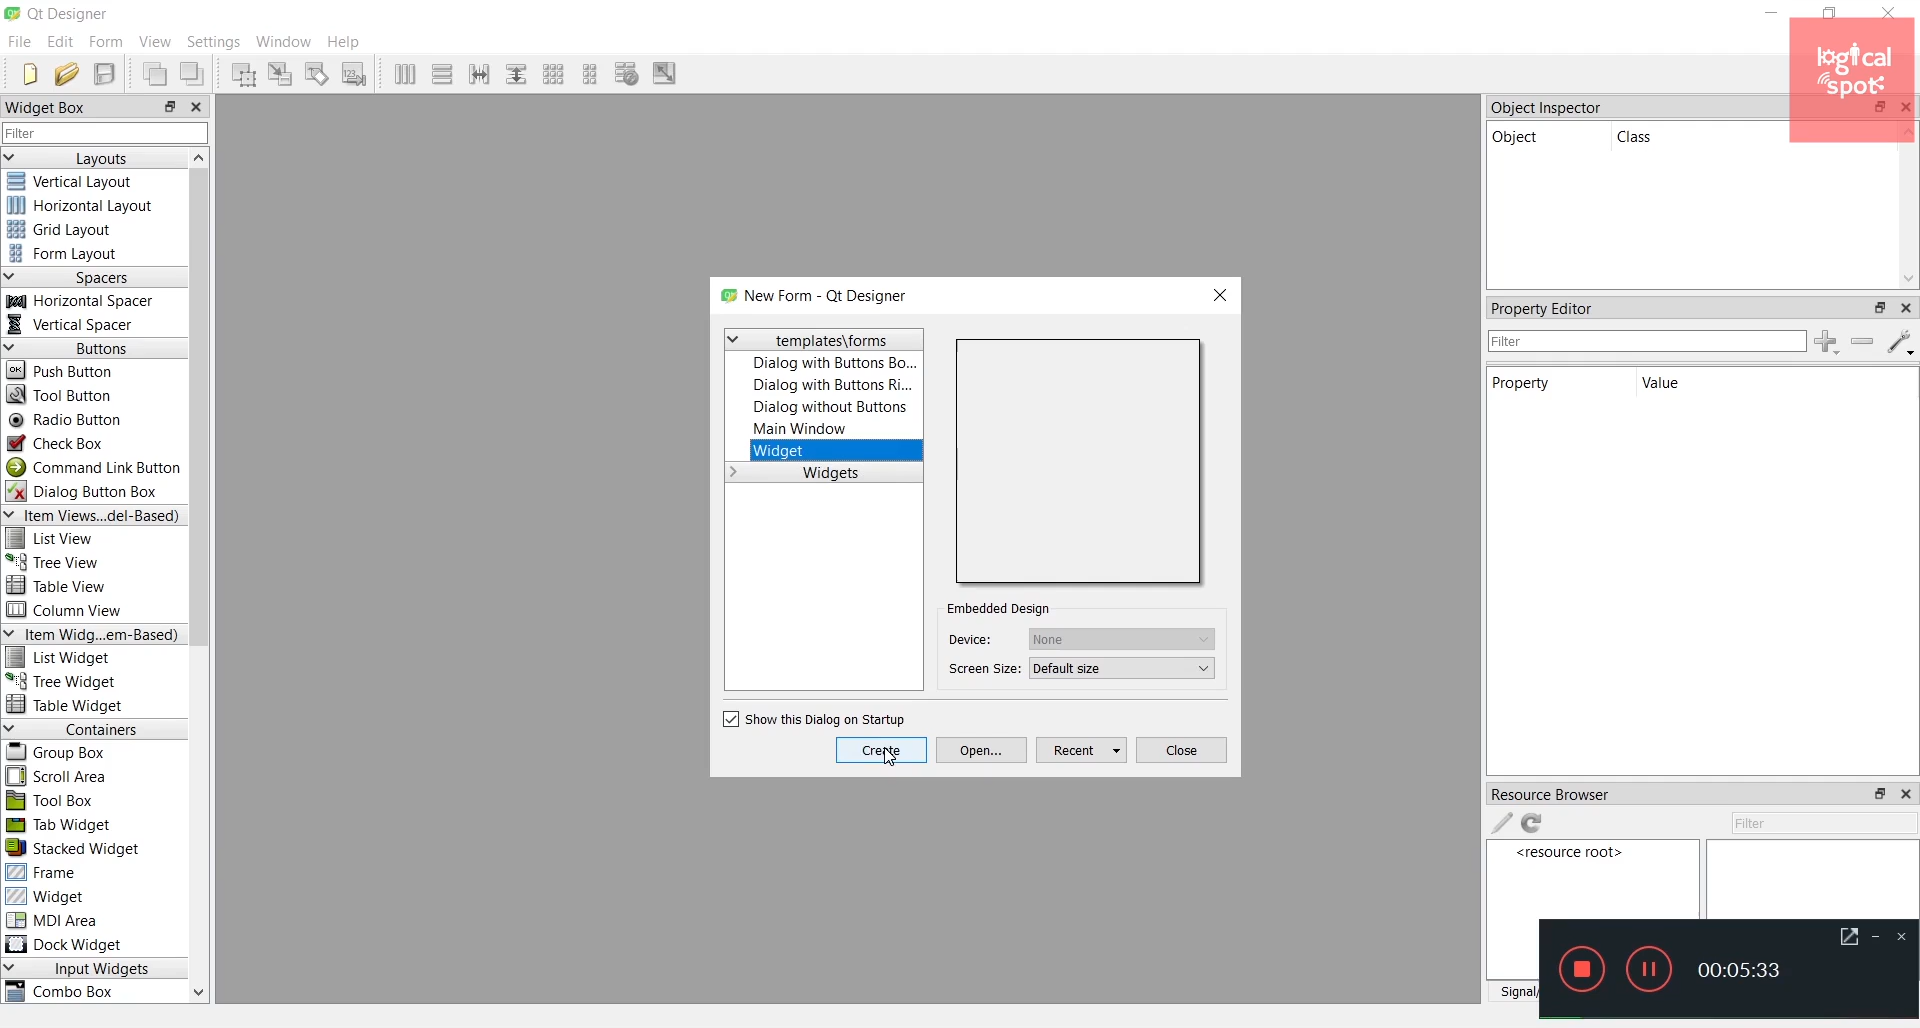 Qt Designer
File Edit Form View Settings Window Help
logical
spot
Widget Box
Filter
Layouts
Vertical Layout
Horizontal Layout
Grid Layout
Form Layout
Spacers
Horizontal Spacer
Vertical Spacer
Buttons
OK
Push Button
Tool Button
Radio Button
Check Box
Command Link Button
Dialog Button Box
Item Views...del-Based)
List View
Tree View
Table View
Column View
Item Widg...em-Based)
List Widget
Tree Widget
Table Widget
Containers
Group Box
Scroll Area
Tool Box
Tab Widget
Stacked Widget
Frame
Widget
MDI Area
Dock Widget
Input Widgets
Combo Box
New Form - Qt Designer
templates\forms
Dialog with Buttons Bo...
Dialog with Buttons Ri...
Dialog without Buttons
Main Window
Widget
Widgets
Embedded Design
Device: None
Screen Size: Default size
Show this Dialog on Startup
Create Open... Recent Close
Object Inspector
Object Class
Property Editor
Filter
Property Value
Resource Browser
Filter
<resource root>
Signal/
00:05:33